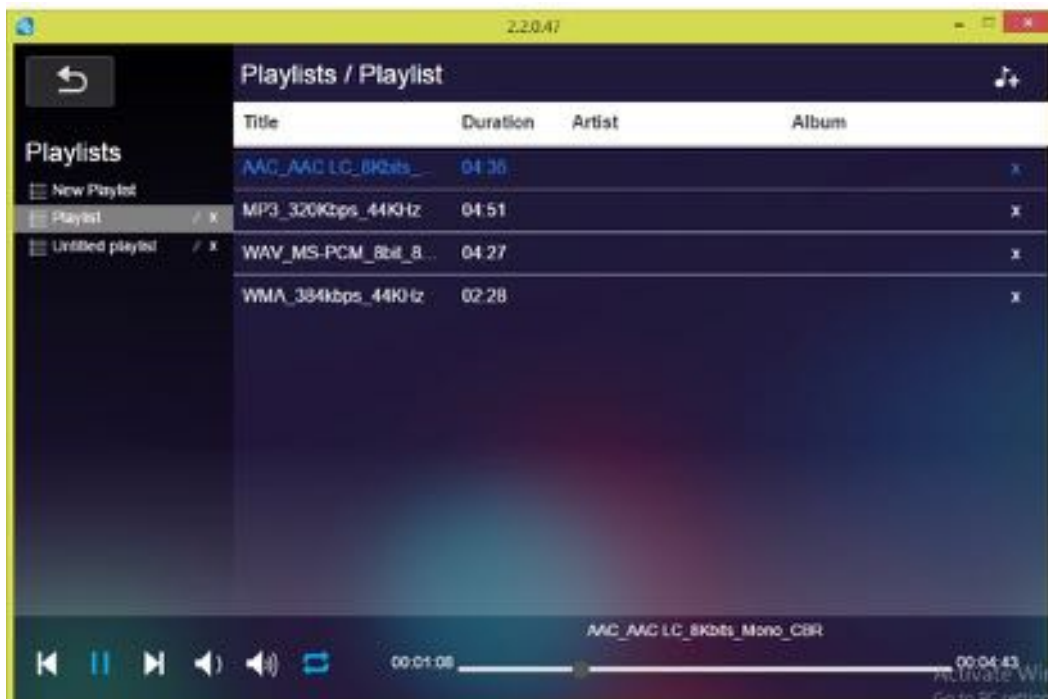 2.2.0.47
Playlists / Playlist
Title Duration Artist Album
Playlists
New Playlist
Playlist x
Untitled playlist x
AAC_AAC LC_8Kbits_... 04:36 x
MP3_320Kbps_44KHz 04:51 x
WAV_MS-PCM_8bit_8... 04:27 x
WMA_384kbps_44KHz 02:28 x
AAC_AAC LC_8Kbits_Mono_CBR
00:01:08 00:04:43
Activate Win